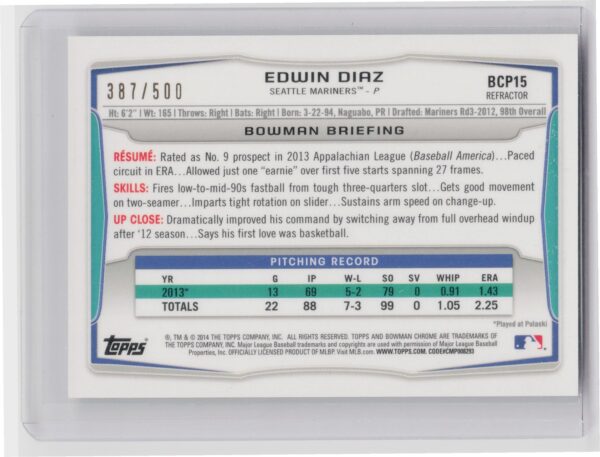 387/500
EDWIN DIAZ
SEATTLE MARINERS™ - P
BCP15
REFRACTOR
Ht: 6'2" | Wt: 165 | Throws: Right | Bats: Right | Born: 3-22-94, Naguabo, PR | Drafted: Mariners Rd3-2012, 98th Overall
BOWMAN BRIEFING
RÉSUMÉ: Rated as No. 9 prospect in 2013 Appalachian League (Baseball America)...Paced
circuit in ERA...Allowed just one "earnie" over first five starts spanning 27 frames.
SKILLS: Fires low-to-mid-90s fastball from tough three-quarters slot...Gets good movement
on two-seamer...Imparts tight rotation on slider...Sustains arm speed on change-up.
UP CLOSE: Dramatically improved his command by switching away from full overhead windup
after '12 season...Says his first love was basketball.
PITCHING RECORD
YR G IP W-L SO SV WHIP ERA
2013* 13 69 5-2 79 0 0.91 1.43
TOTALS 22 88 7-3 99 0 1.05 2.25
*Played at Pulaski
Topps
®, TM & © 2014 THE TOPPS COMPANY, INC. ALL RIGHTS RESERVED. TOPPS AND BOWMAN CHROME ARE TRADEMARKS OF
THE TOPPS COMPANY, INC. Major League Baseball trademarks and copyrights are used with permission of Major League Baseball
Properties, Inc. OFFICIALLY LICENSED PRODUCT OF MLBP. Visit MLB.com. WWW.TOPPS.COM. CODE#CMP008293